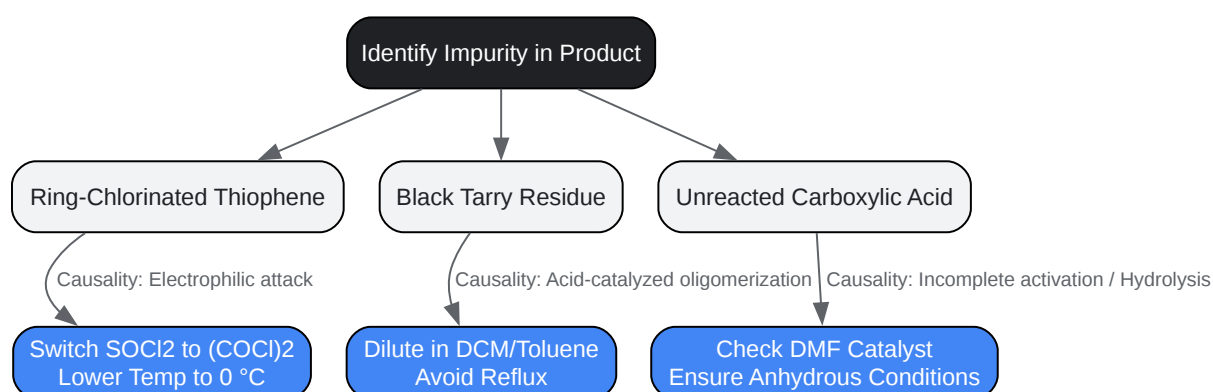 Identify Impurity in Product
Ring-Chlorinated Thiophene
Black Tarry Residue
Unreacted Carboxylic Acid
Causality: Electrophilic attack
Causality: Acid-catalyzed oligomerization
Causality: Incomplete activation / Hydrolysis
Switch SOCl2 to (COCl)2
Lower Temp to 0 °C
Dilute in DCM/Toluene
Avoid Reflux
Check DMF Catalyst
Ensure Anhydrous Conditions